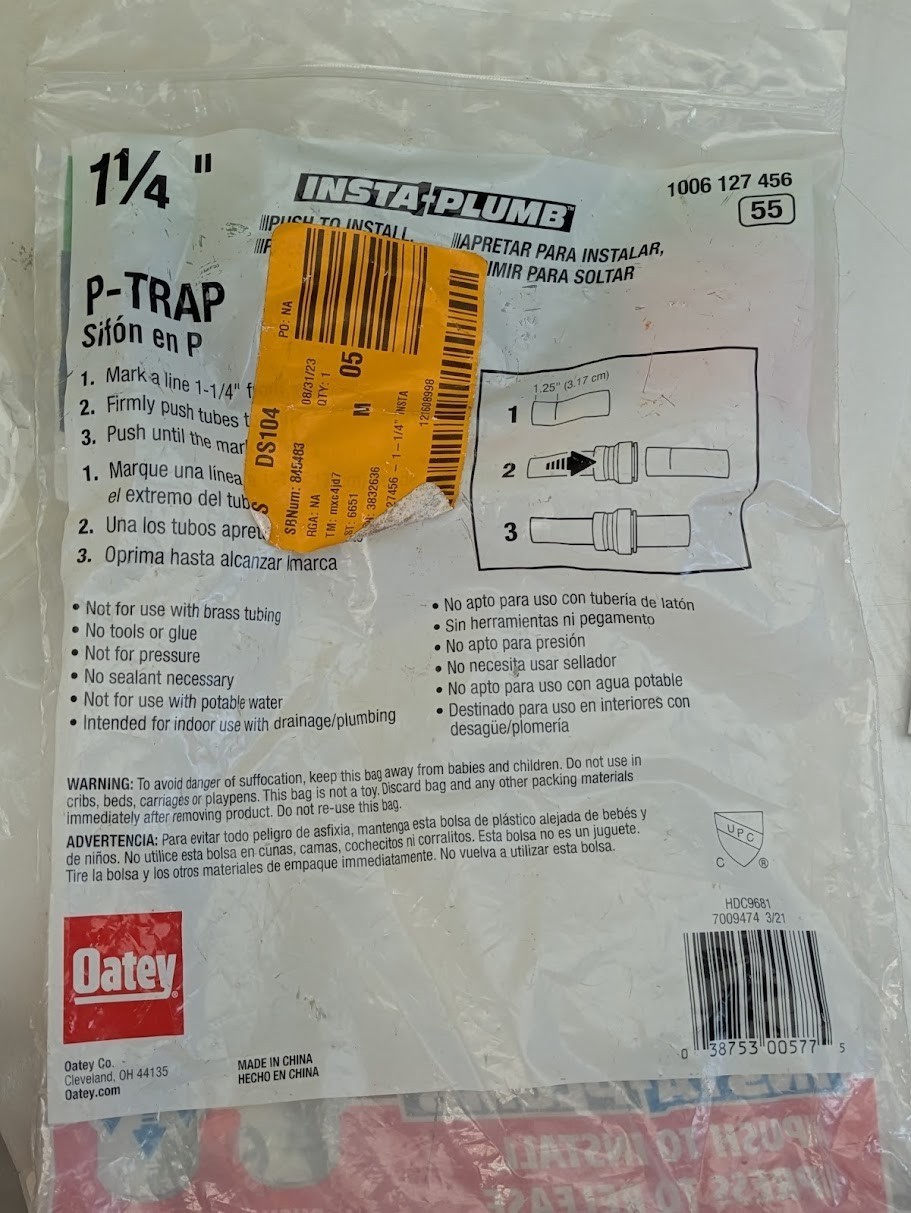 1¼"
INSTA-PLUMB™
1006 127 456
55
PUSH TO INSTALL,
APRETAR PARA INSTALAR,
PARA SOLTAR
P-TRAP
Sifón en P
1. Mark a line 1-1/4"
2. Firmly push tubes
3. Push until the
1. Marque una línea
el extremo del
2. Una los tubos
3. Oprima hasta alcanzar marca
PO: NA
08/31/23
QTY: 1
05
M
DS104
S
SRNum: 845483
RGA: NA
TM: mxc4jd7
ST: 6651
3832636
27456 - 1-1/4" INSTA
121608998
1.25" (3.17 cm)
1
2
3
• Not for use with brass tubing
• No tools or glue
• Not for pressure
• No sealant necessary
• Not for use with potable water
• Intended for indoor use with drainage/plumbing
• No apto para uso con tubería de latón
• Sin herramientas ni pegamento
• No apto para presión
• No necesita usar sellador
• No apto para uso con agua potable
• Destinado para uso en interiores con
desagüe/plomería
WARNING: To avoid danger of suffocation, keep this bag away from babies and children. Do not use in
cribs, beds, carriages or playpens. This bag is not a toy. Discard bag and any other packing materials
immediately after removing product. Do not re-use this bag.
ADVERTENCIA: Para evitar todo peligro de asfixia, mantenga esta bolsa de plástico alejada de bebés y
de niños. No utilice esta bolsa en cunas, camas, cochecitos ni corralitos. Esta bolsa no es un juguete.
Tire la bolsa y los otros materiales de empaque immediatamente. No vuelva a utilizar esta bolsa.
UPC
C ®
HDC9681
7009474 3/21
0 38753 00577 5
Oatey®
Oatey Co.
Cleveland, OH 44135
Oatey.com
MADE IN CHINA
HECHO EN CHINA
INSTA-PLUMB
PUSH TO INSTALL
PRESS TO RELEASE